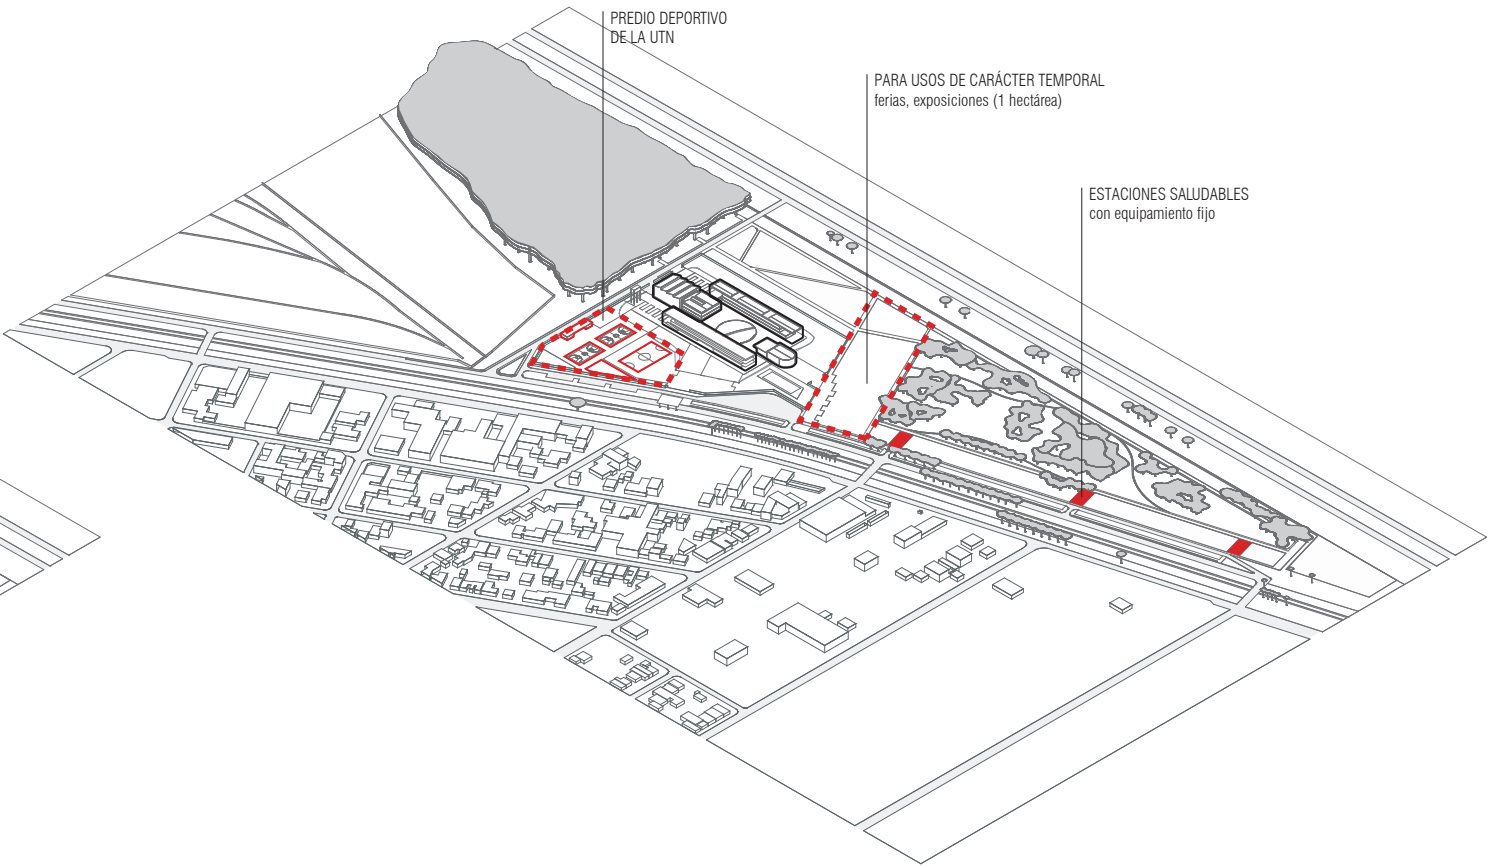 PREDIO DEPORTIVO
DE LA UTN
PARA USOS DE CARÁCTER TEMPORAL
ferias, exposiciones (1 hectárea)
ESTACIONES SALUDABLES
con equipamiento fijo